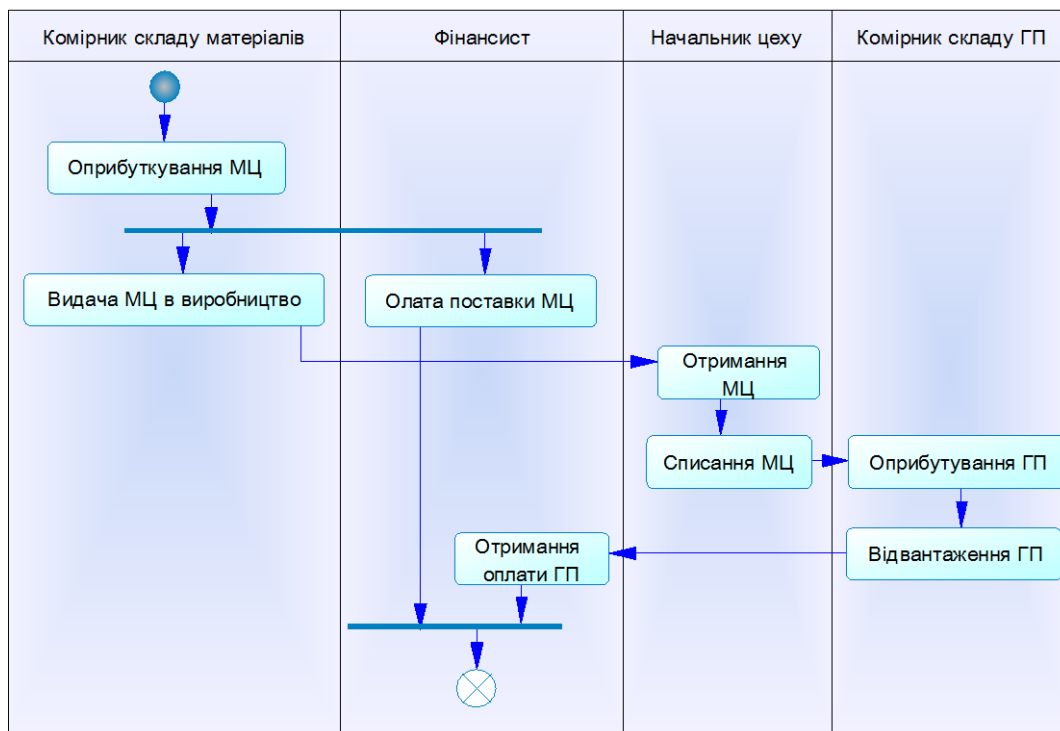 Комірник складу матеріалів
Фінансист
Начальник цеху
Комірник складу ГП
Оприбуткування МЦ
Видача МЦ в виробництво
Олата поставки МЦ
Отримання
МЦ
Списання МЦ
Оприбутування ГП
Отримання
оплати ГП
Відвантаження ГП